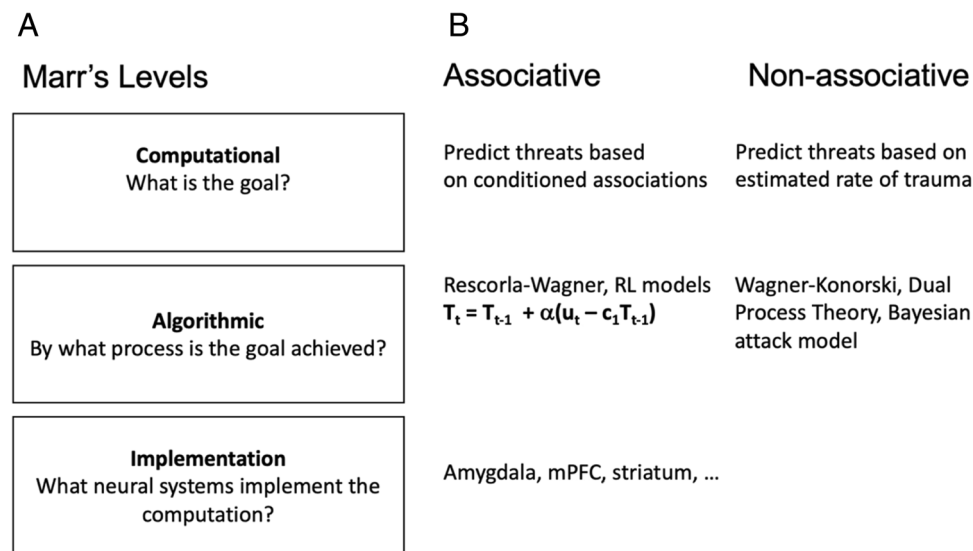 A
Marr's Levels
Computational
What is the goal?
Algorithmic
By what process is the goal achieved?
Implementation
What neural systems implement the
computation?
B
Associative
Non-associative
Predict threats based
on conditioned associations
Predict threats based on
estimated rate of trauma
Rescorla-Wagner, RL models
Tₜ = Tₜ₋₁ + α(uₜ – c₁Tₜ₋₁)
Wagner-Konorski, Dual
Process Theory, Bayesian
attack model
Amygdala, mPFC, striatum, ...